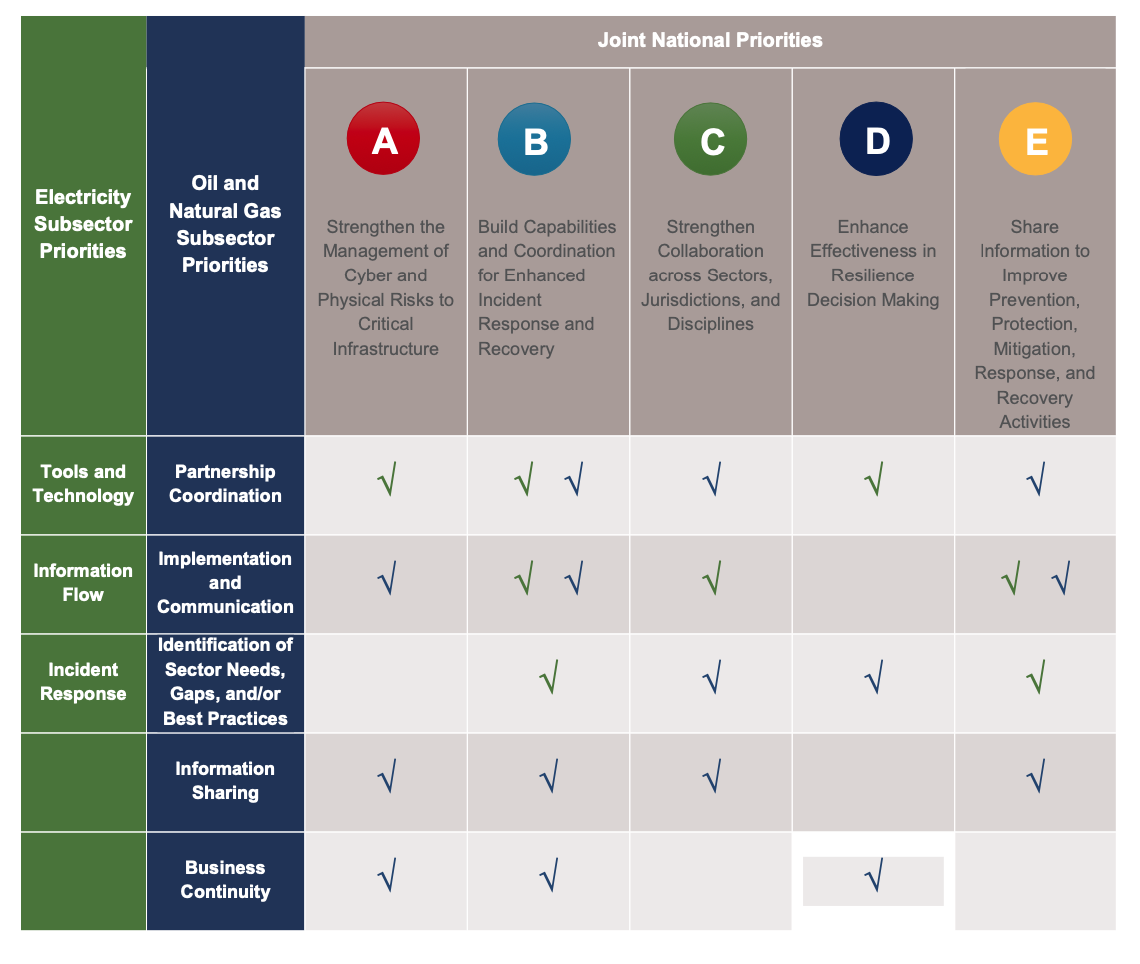 Joint National Priorities
Electricity
Subsector
Priorities
Oil and
Natural Gas
Subsector
Priorities
A
Strengthen the
Management of
Cyber and
Physical Risks to
Critical
Infrastructure
B
Build Capabilities
and Coordination
for Enhanced
Incident
Response and
Recovery
C
Strengthen
Collaboration
across Sectors,
Jurisdictions, and
Disciplines
D
Enhance
Effectiveness in
Resilience
Decision Making
E
Share
Information to
Improve
Prevention,
Protection,
Mitigation,
Response, and
Recovery
Activities
Tools and
Technology
Partnership
Coordination
√
√ √
√
√
√
Information
Flow
Implementation
and
Communication
√
√ √
√
√ √
Incident
Response
Identification of
Sector Needs,
Gaps, and/or
Best Practices
√
√
√
√
Information
Sharing
√
√
√
√
Business
Continuity
√
√
√